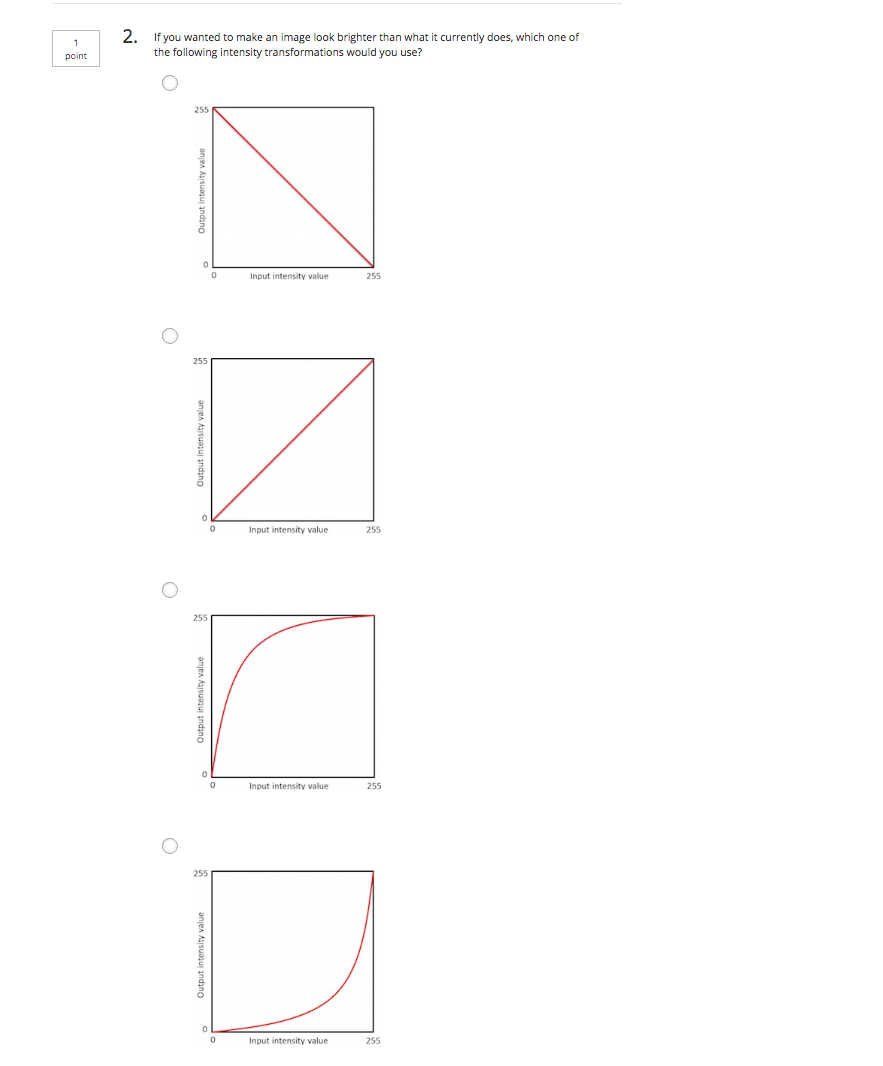 1
point
2.
If you wanted to make an image look brighter than what it currently does, which one of
the following intensity transformations would you use?
255
Output intensity value
0
0
Input intensity value
255
255
Output intensity value
0
0
Input intensity value
255
255
Output intensity value
0
0
Input intensity value
255
255
Output intensity value
0
0
Input intensity value
255